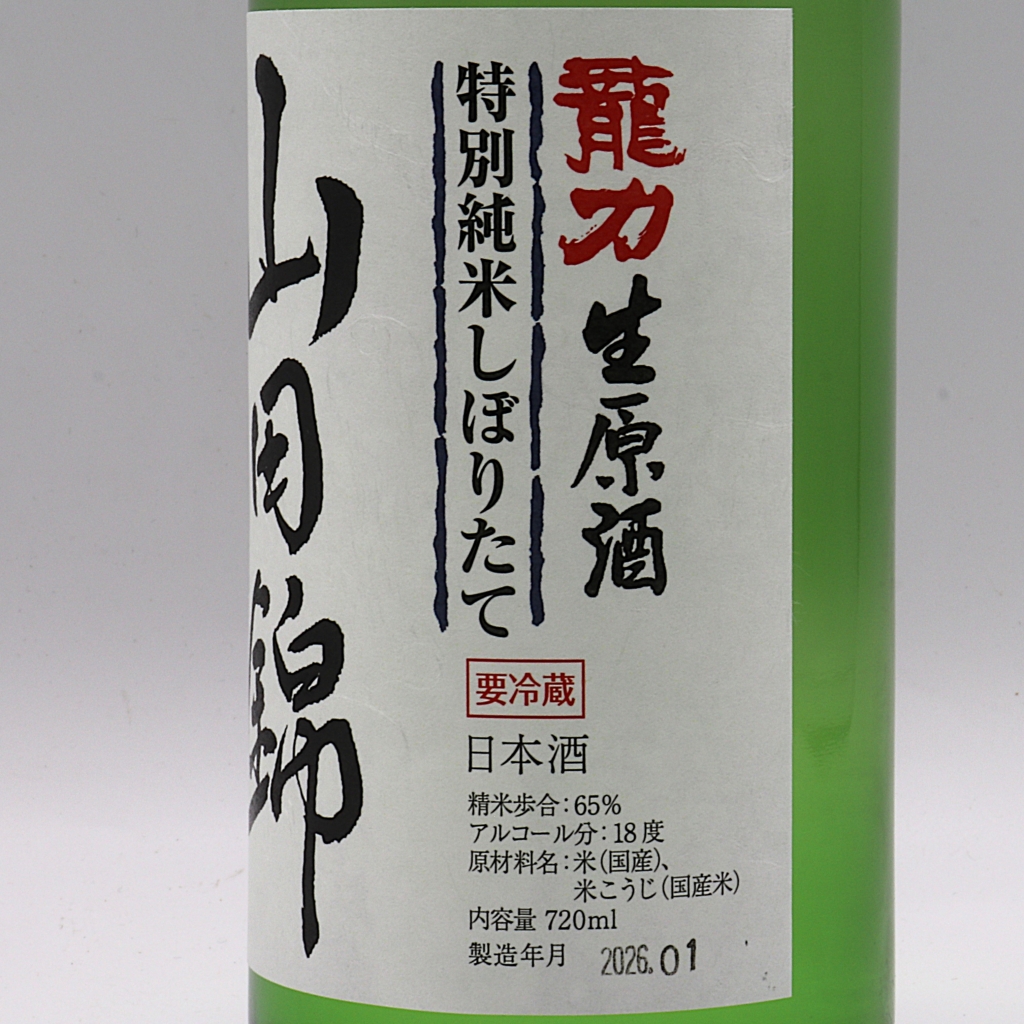 龍力
生原酒
特別純米しぼりたて
山田錦
要冷蔵
日本酒
精米歩合：65%
アルコール分：18度
原材料名：米（国産）、
米こうじ（国産米）
内容量 720ml
製造年月 2026.01